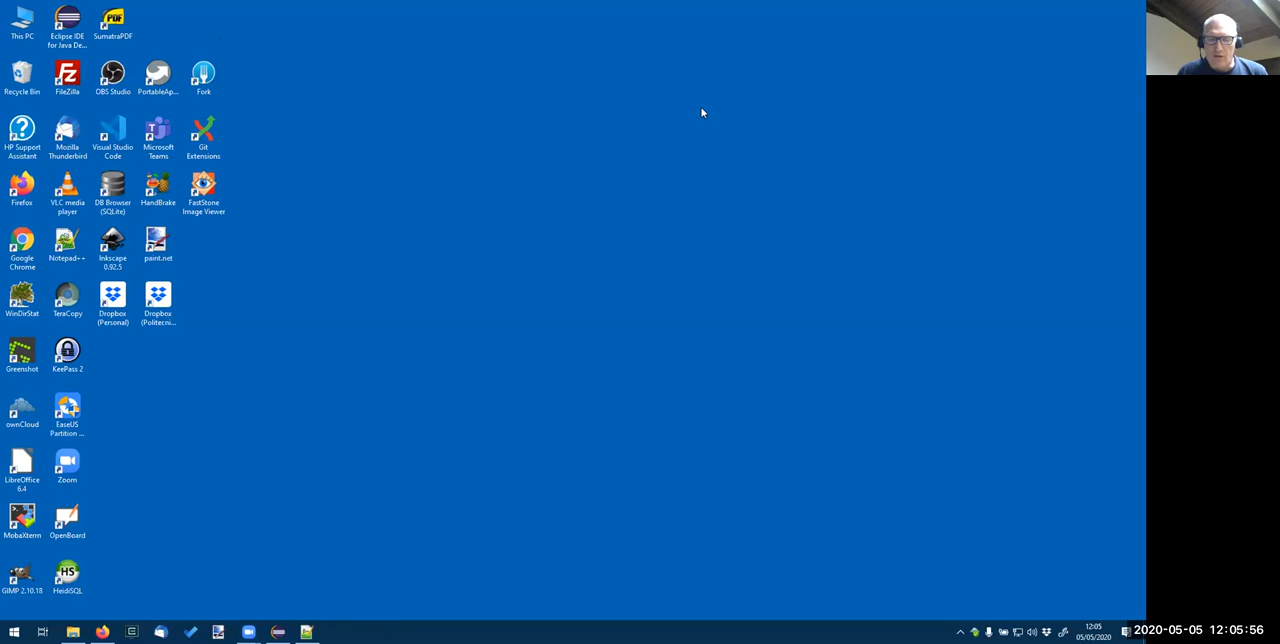 This PC
Eclipse IDE
for Java De...
SumatraPDF
Recycle Bin
FileZilla
OBS Studio
PortableAp...
Fork
HP Support
Assistant
Mozilla
Thunderbird
Visual Studio
Code
Microsoft
Teams
Git
Extensions
Firefox
VLC media
player
DB Browser
(SQLite)
HandBrake
FastStone
Image Viewer
Google
Chrome
Notepad++
Inkscape
0.92.5
paint.net
WinDirStat
TeraCopy
Dropbox
(Personal)
Dropbox
(Politecni...
Greenshot
KeePass 2
ownCloud
EaseUS
Partition ...
LibreOffice
6.4
Zoom
MobaXterm
OpenBoard
GIMP 2.10.18
HeidiSQL
12:05
05/05/2020
2020-05-05 12:05:56